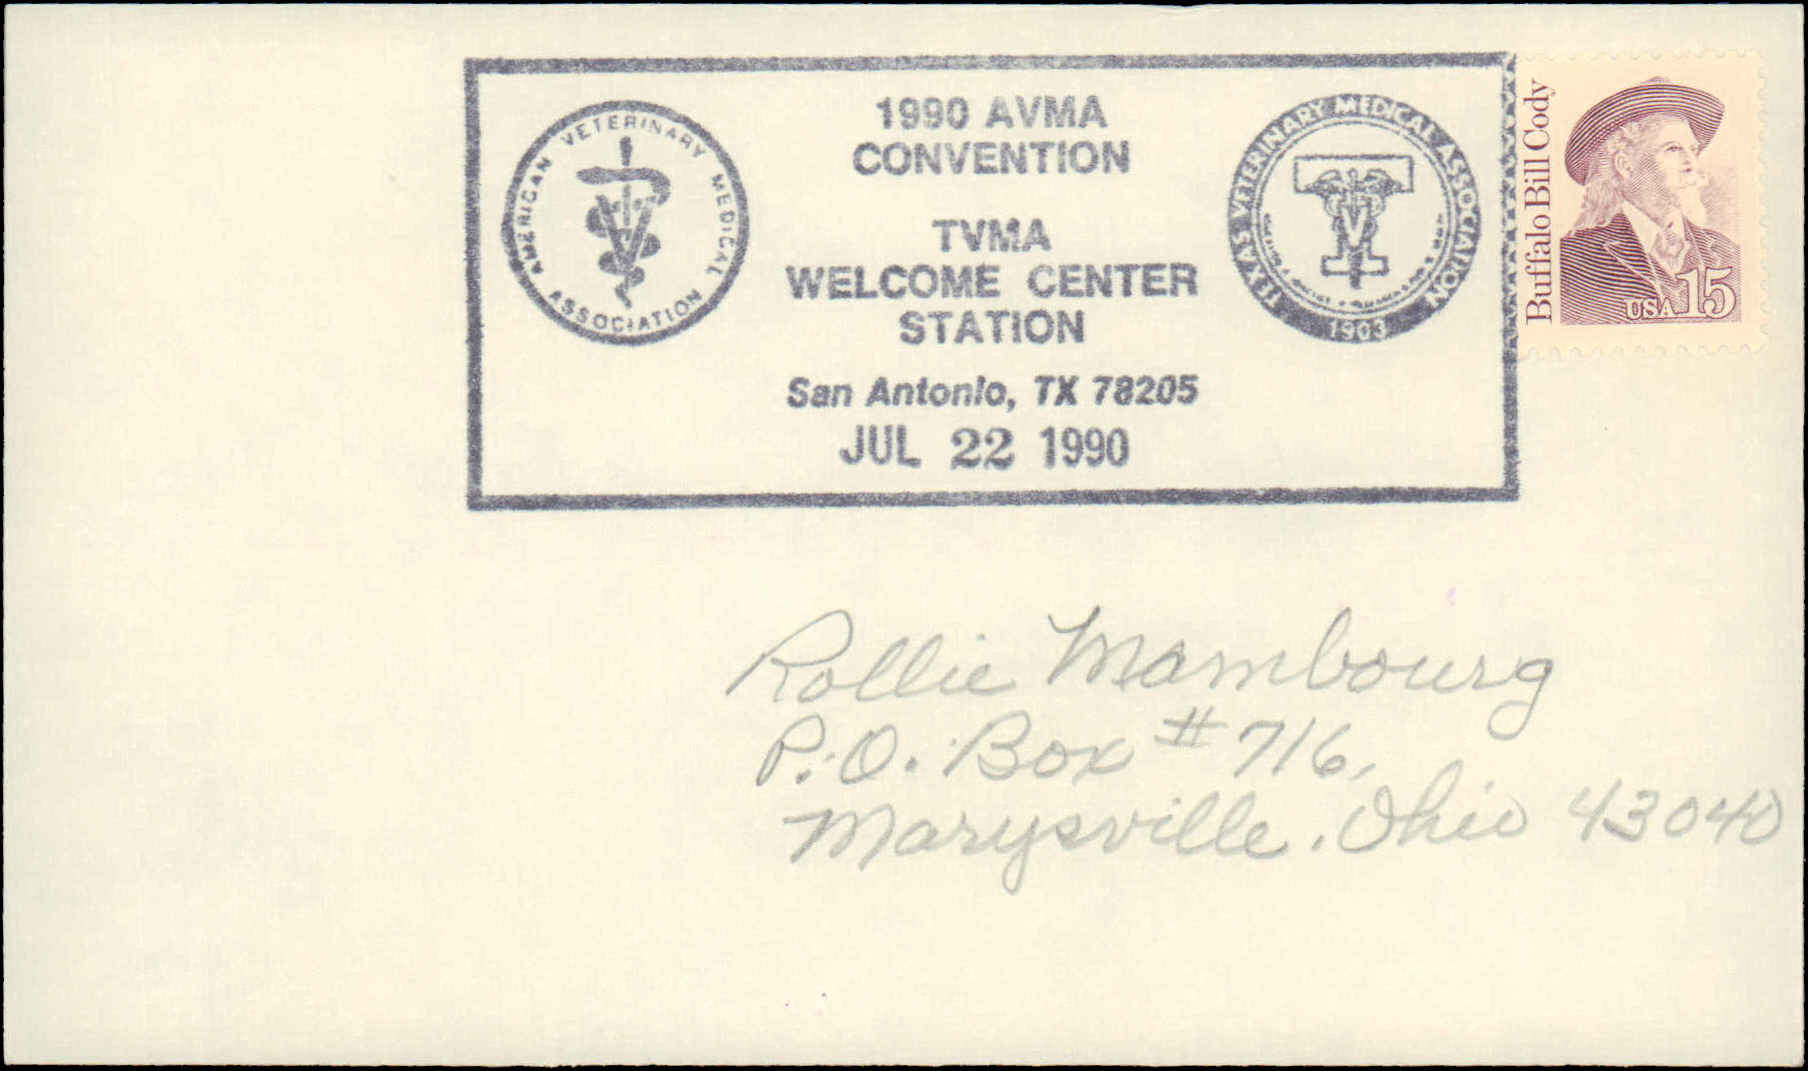 1990 AVMA
CONVENTION
TVMA
WELCOME CENTER
STATION
San Antonio, TX 78205
JUL 22 1990
AMERICAN VETERINARY MEDICAL ASSOCIATION
V
TEXAS VETERINARY MEDICAL ASSOCIATION
1903
T
V
Buffalo Bill Cody
USA 15
Rollie Mambourg
P.O. Box #716,
Marysville, Ohio 43040